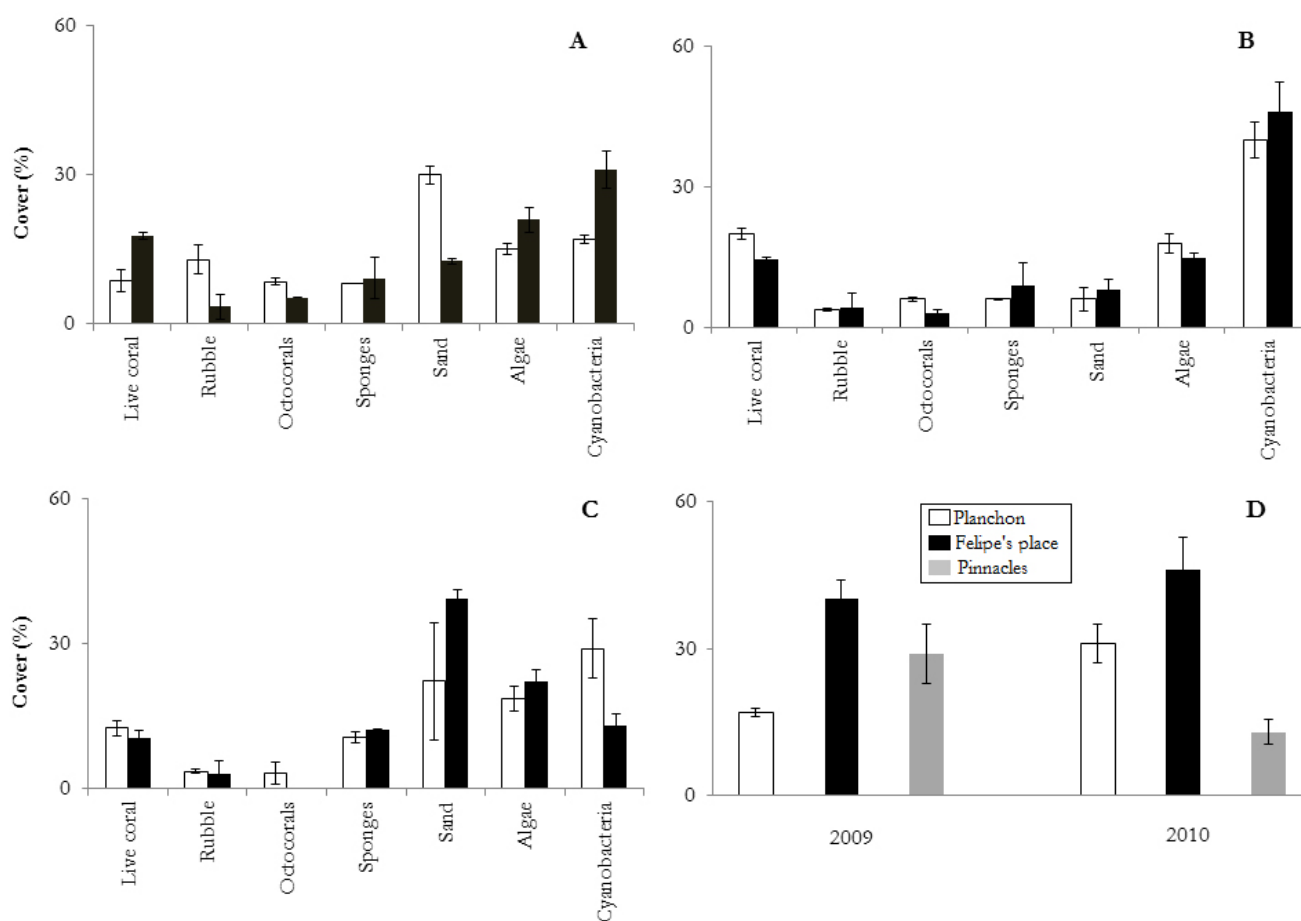 A
60
30
0
Cover (%)
Live coral
Rubble
Octocorals
Sponges
Sand
Algae
Cyanobacteria
B
60
30
0
Live coral
Rubble
Octocorals
Sponges
Sand
Algae
Cyanobacteria
C
60
30
0
Cover (%)
Live coral
Rubble
Octocorals
Sponges
Sand
Algae
Cyanobacteria
D
60
30
0
Planchon
Felipe's place
Pinnacles
2009
2010